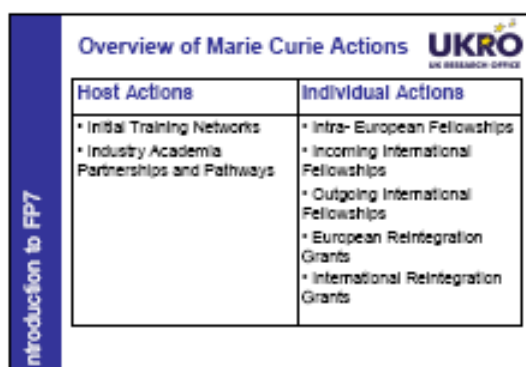 Overview of Marie Curie Actions
UKRO
UK RESEARCH OFFICE
Host Actions
• Initial Training Networks
• Industry Academia
Partnerships and Pathways
Individual Actions
• Intra- European Fellowships
• Incoming International
Fellowships
• Outgoing International
Fellowships
• European Reintegration
Grants
• International Reintegration
Grants
ntroduction to FP7